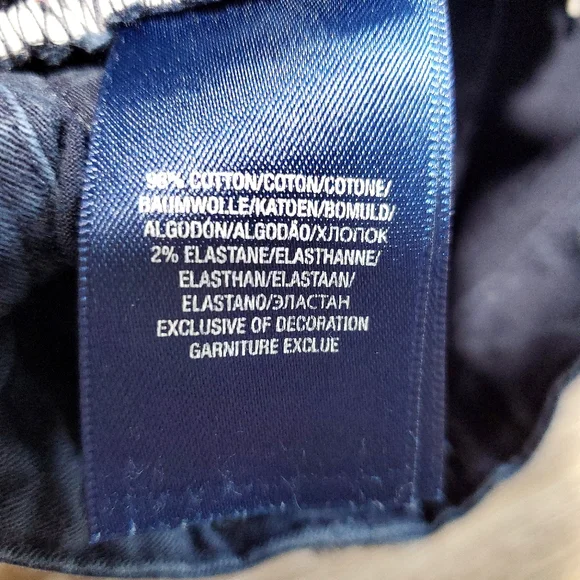 98% COTTON/COTON/COTONE/
BAUMWOLLE/KATOEN/BOMULD/
ALGODÓN/ALGODÃO/ХЛОПОК
2% ELASTANE/ELASTHANNE/
ELASTHAN/ELASTAAN/
ELASTANO/ЭЛАСТАН
EXCLUSIVE OF DECORATION
GARNITURE EXCLUE